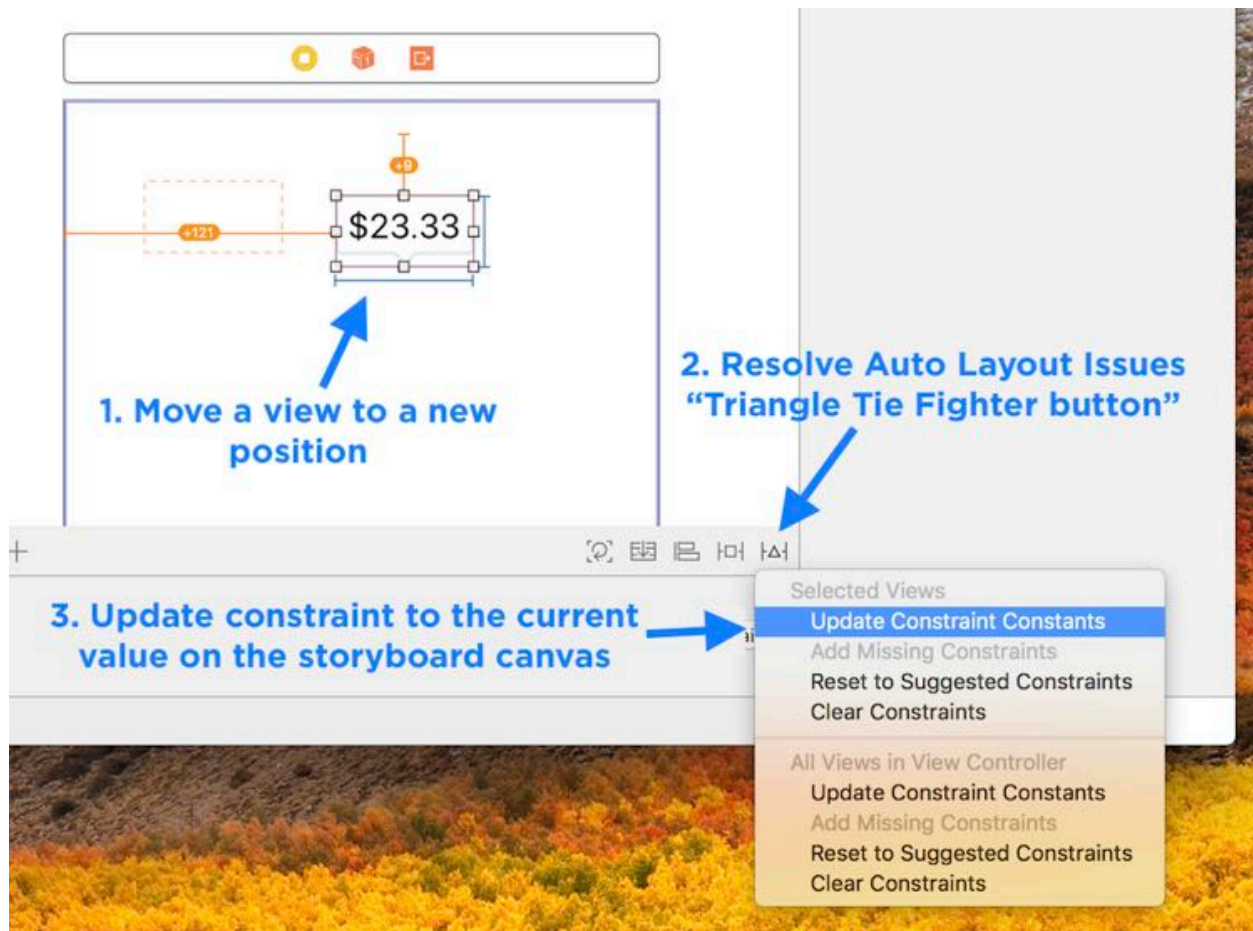 +9
+121
$23.33
1. Move a view to a new
position
2. Resolve Auto Layout Issues
“Triangle Tie Fighter button”
3. Update constraint to the current
value on the storyboard canvas
Selected Views
Update Constraint Constants
Add Missing Constraints
Reset to Suggested Constraints
Clear Constraints
All Views in View Controller
Update Constraint Constants
Add Missing Constraints
Reset to Suggested Constraints
Clear Constraints